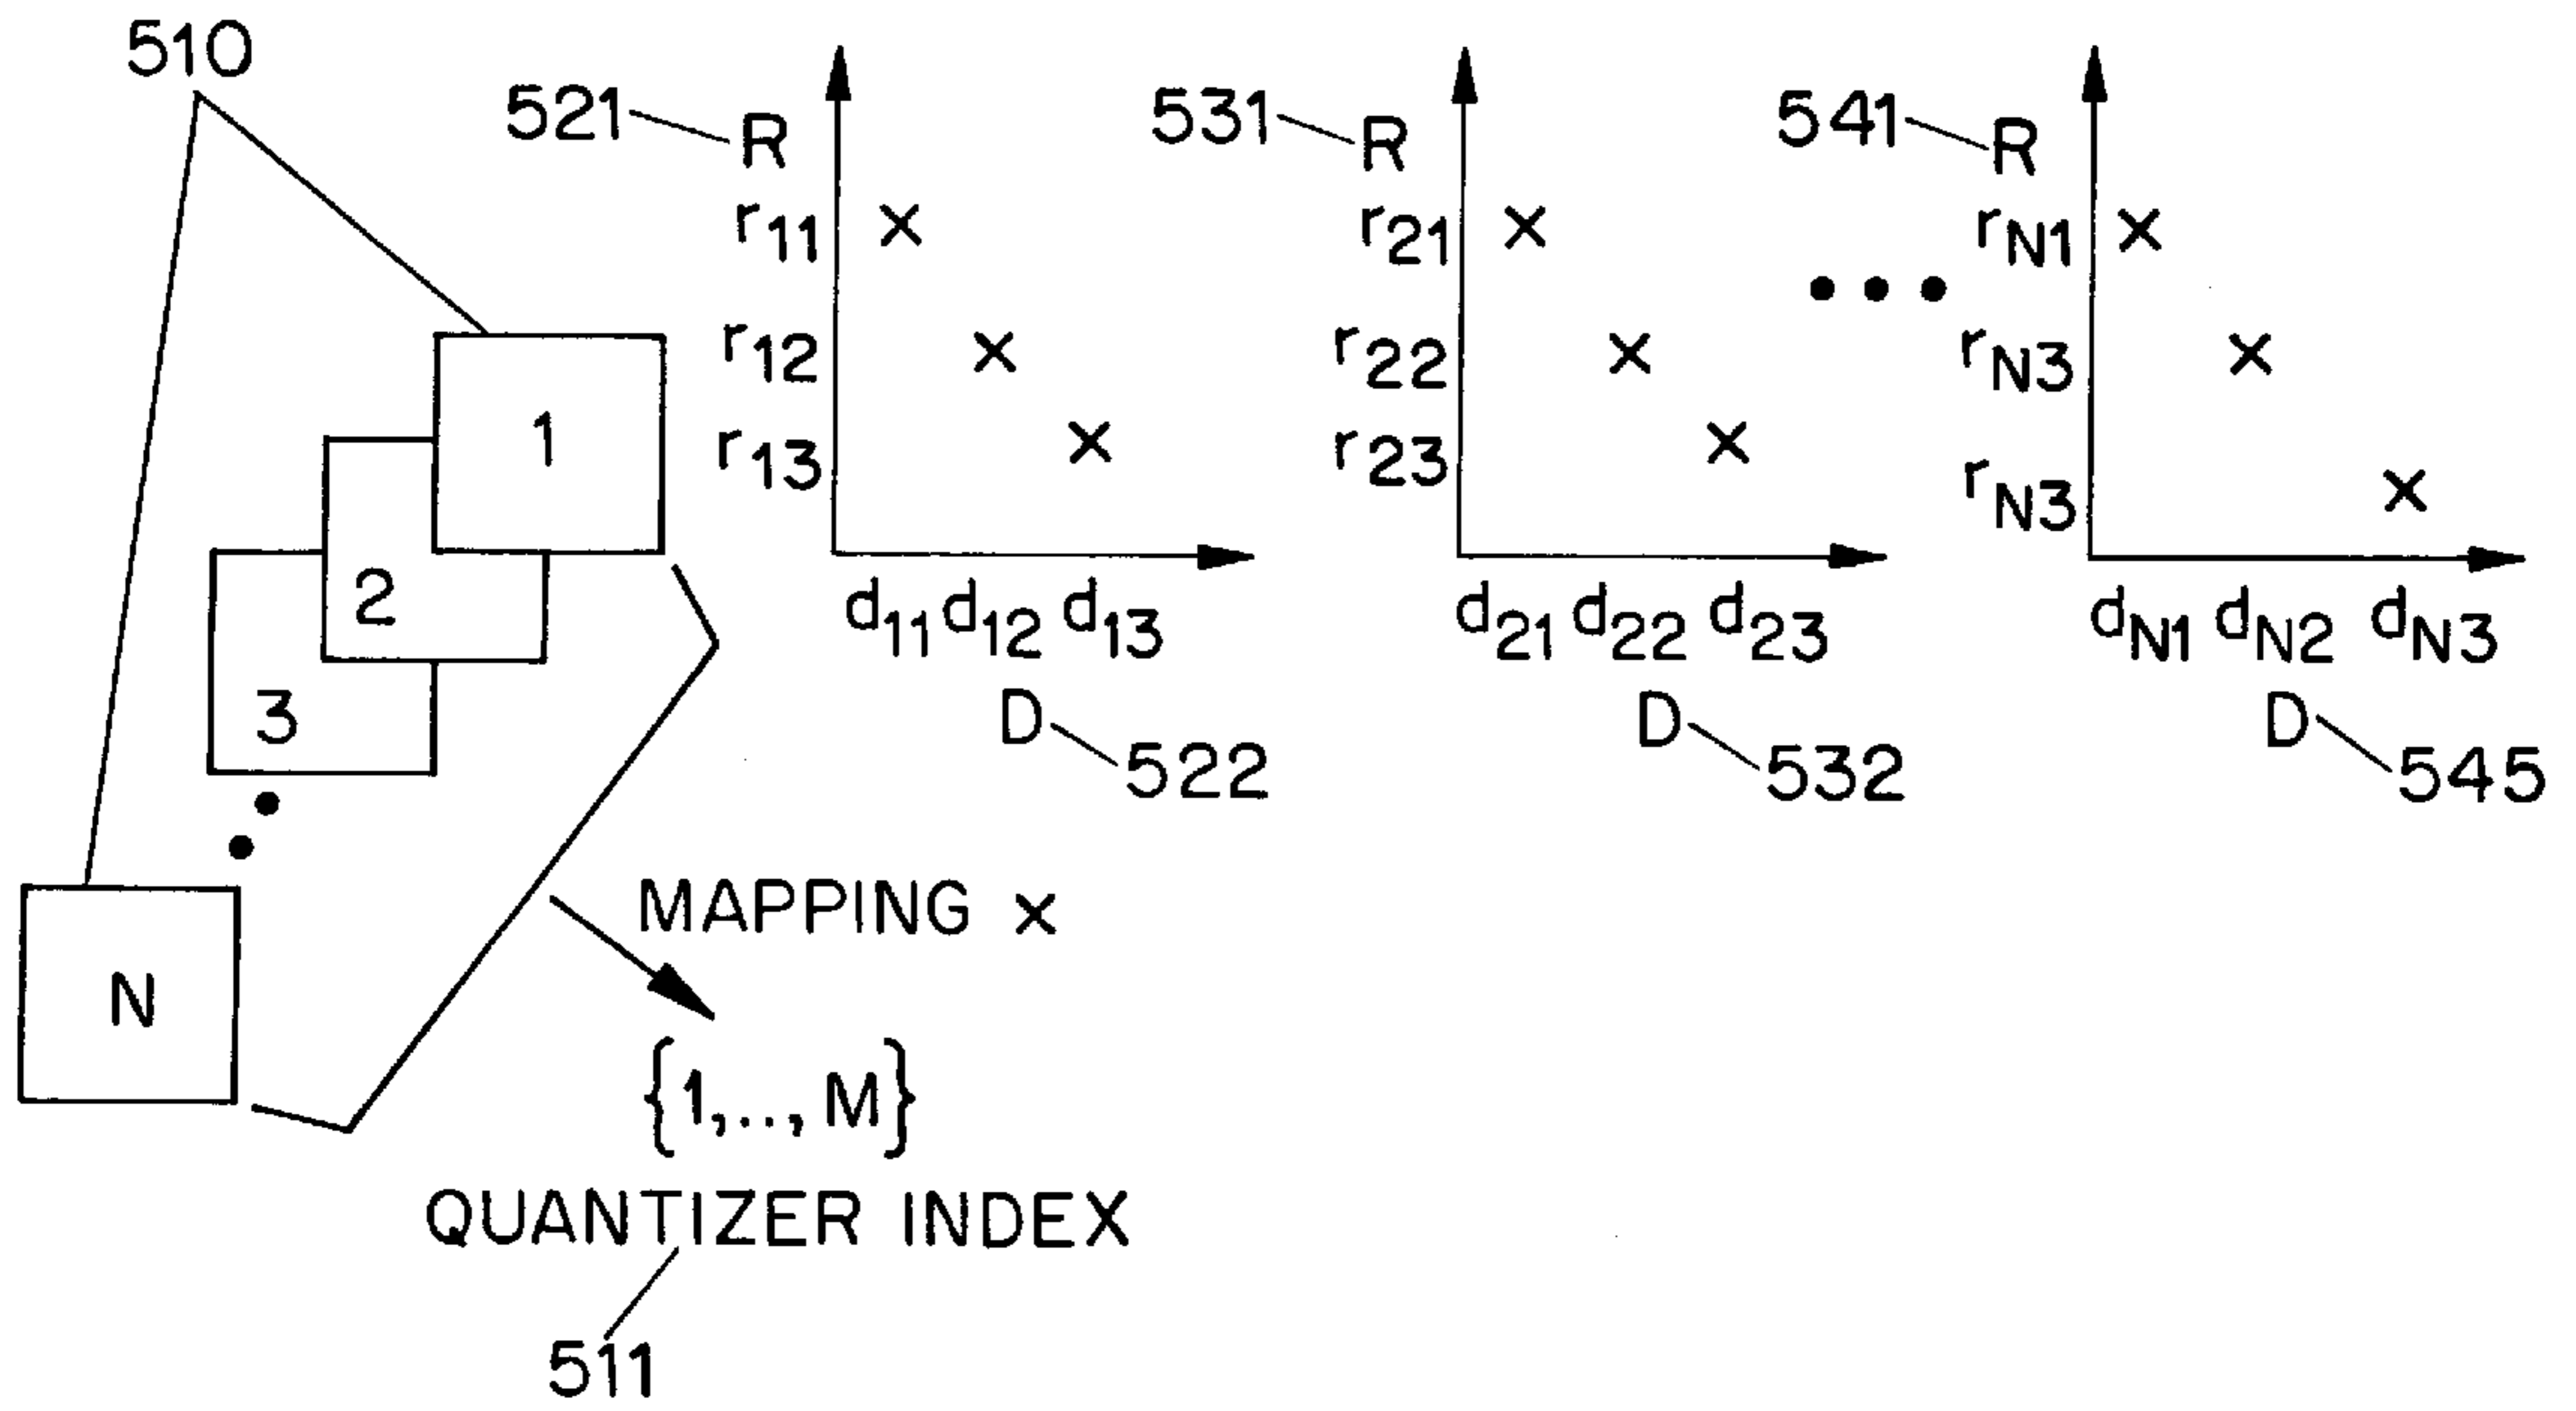 510
521
R
r11
r12
r13
d11 d12 d13
D
522
531
R
r21
r22
r23
d21 d22 d23
D
532
541
R
rN1
rN3
rN3
dN1 dN2 dN3
D
545
1
2
3
N
MAPPING x
{1,..,M}
QUANTIZER INDEX
511